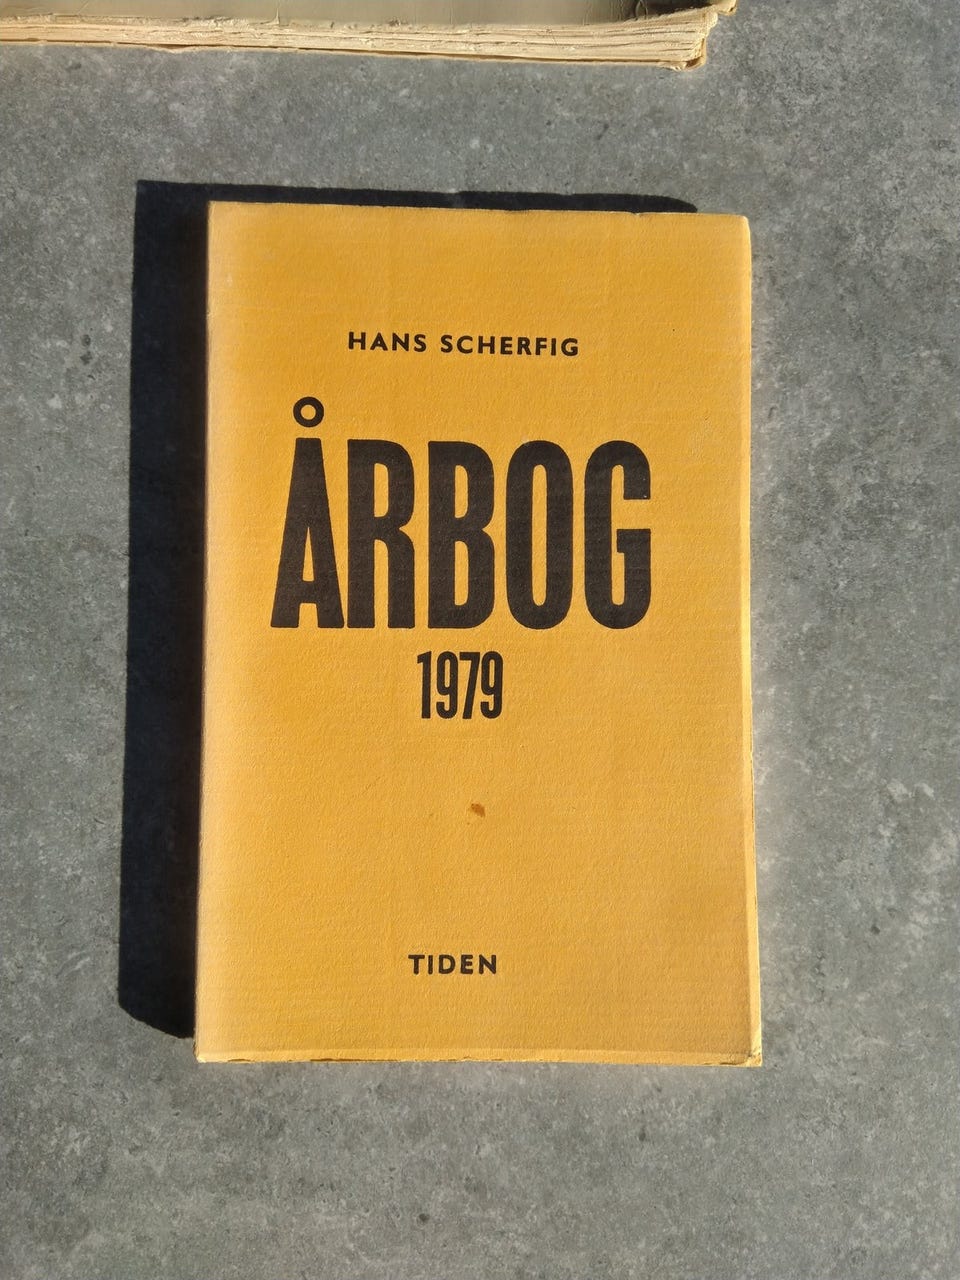 HANS SCHERFIG
ÅRBOG
1979
TIDEN